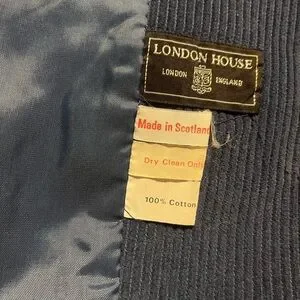 LONDON HOUSE
LONDON ENGLAND
Made in Scotland
Dry Clean Only
100% Cotton